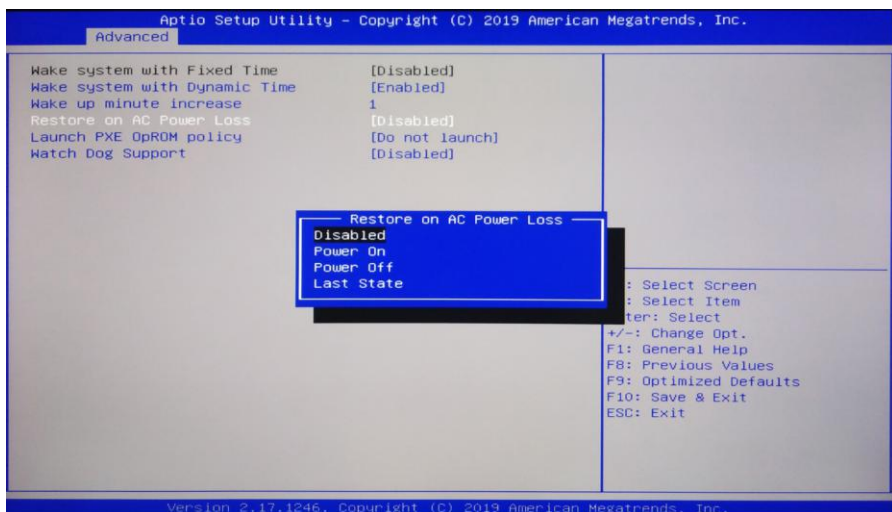 Aptio Setup Utility – Copyright (C) 2019 American Megatrends, Inc.
Advanced
Wake system with Fixed Time [Disabled]
Wake system with Dynamic Time [Enabled]
Wake up minute increase 1
Restore on AC Power Loss [Disabled]
Launch PXE OpROM policy [Do not launch]
Watch Dog Support [Disabled]
Restore on AC Power Loss
Disabled
Power On
Power Off
Last State
: Select Screen
: Select Item
ter: Select
+/-: Change Opt.
F1: General Help
F8: Previous Values
F9: Optimized Defaults
F10: Save & Exit
ESC: Exit
Version 2.17.1246. Copyright (C) 2019 American Megatrends, Inc.